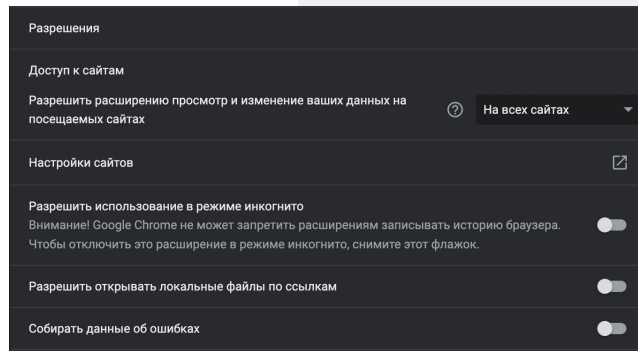 Разрешения
Доступ к сайтам
Разрешить расширению просмотр и изменение ваших данных на
посещаемых сайтах
На всех сайтах
Настройки сайтов
Разрешить использование в режиме инкогнито
Внимание! Google Chrome не может запретить расширениям записывать историю браузера.
Чтобы отключить это расширение в режиме инкогнито, снимите этот флажок.
Разрешить открывать локальные файлы по ссылкам
Собирать данные об ошибках